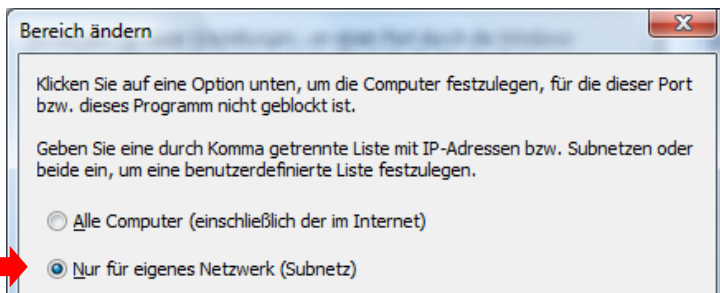 Bereich ändern
Klicken Sie auf eine Option unten, um die Computer festzulegen, für die dieser Port
bzw. dieses Programm nicht geblockt ist.
Geben Sie eine durch Komma getrennte Liste mit IP-Adressen bzw. Subnetzen oder
beide ein, um eine benutzerdefinierte Liste festzulegen.
Alle Computer (einschließlich der im Internet)
Nur für eigenes Netzwerk (Subnetz)